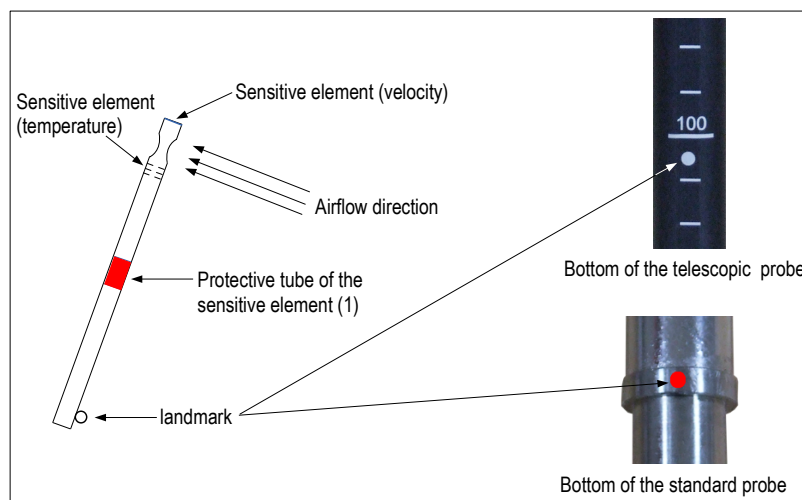 Sensitive element
(temperature)
Sensitive element (velocity)
Airflow direction
Protective tube of the
sensitive element (1)
landmark
100
Bottom of the telescopic probe
Bottom of the standard probe